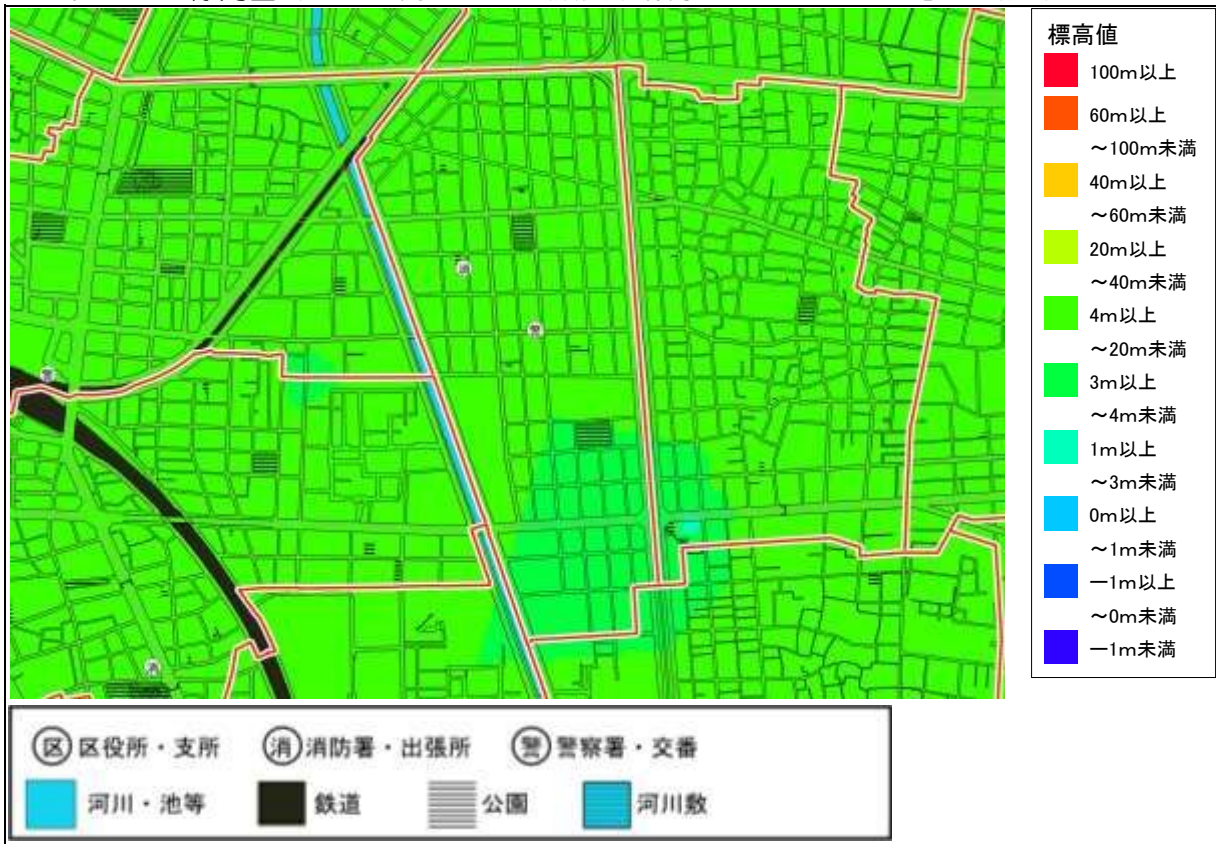 標高値
100m以上
60m以上
~100m未満
40m以上
~60m未満
20m以上
~40m未満
4m以上
~20m未満
3m以上
~4m未満
1m以上
~3m未満
0m以上
~1m未満
-1m以上
~0m未満
-1m未満
消
警
警
消
区 区役所・支所 消 消防署・出張所 警 警察署・交番
河川・池等 鉄道 公園 河川敷